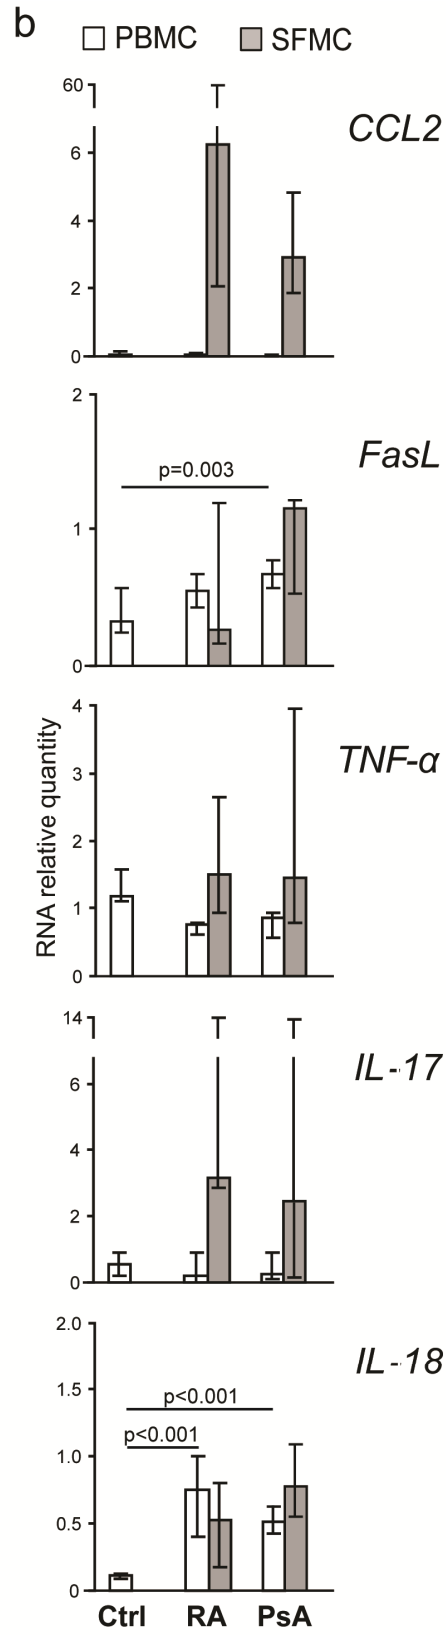 b
PBMC SFMC
60
CCL2
6
4
2
0
2
FasL
p=0.003
1
0
4
TNF-α
3
2
1
0
RNA relative quantity
14
IL-17
6
4
2
0
2.0
IL-18
1.5
p<0.001
p<0.001
1.0
0.5
0
Ctrl RA PsA